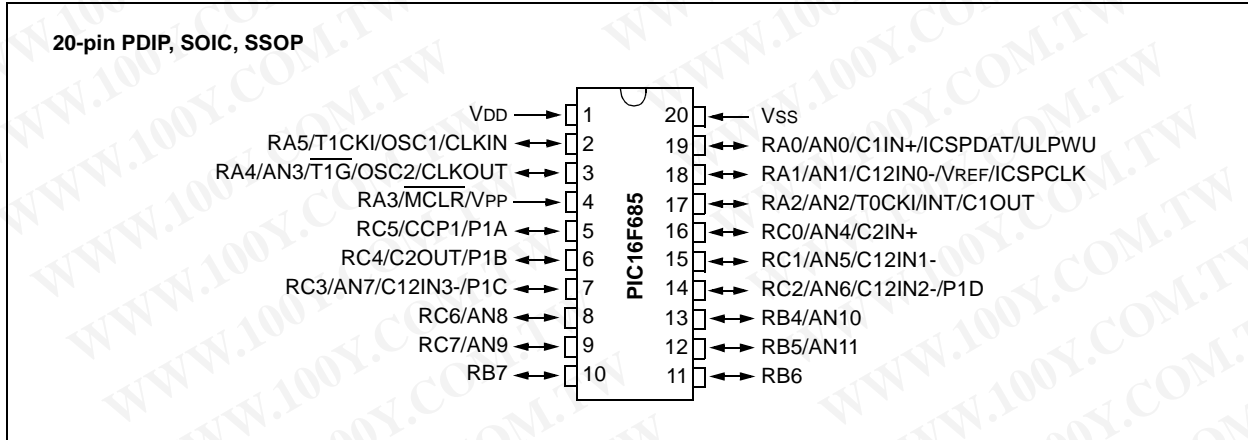 20-pin PDIP, SOIC, SSOP
VDD 1
RA5/T1CKI/OSC1/CLKIN 2
RA4/AN3/T1G/OSC2/CLKOUT 3
RA3/MCLR/VPP 4
RC5/CCP1/P1A 5
RC4/C2OUT/P1B 6
RC3/AN7/C12IN3-/P1C 7
RC6/AN8 8
RC7/AN9 9
RB7 10
PIC16F685
20 VSS
19 RA0/AN0/C1IN+/ICSPDAT/ULPWU
18 RA1/AN1/C12IN0-/VREF/ICSPCLK
17 RA2/AN2/T0CKI/INT/C1OUT
16 RC0/AN4/C2IN+
15 RC1/AN5/C12IN1-
14 RC2/AN6/C12IN2-/P1D
13 RB4/AN10
12 RB5/AN11
11 RB6
WWW.100Y.COM.TW